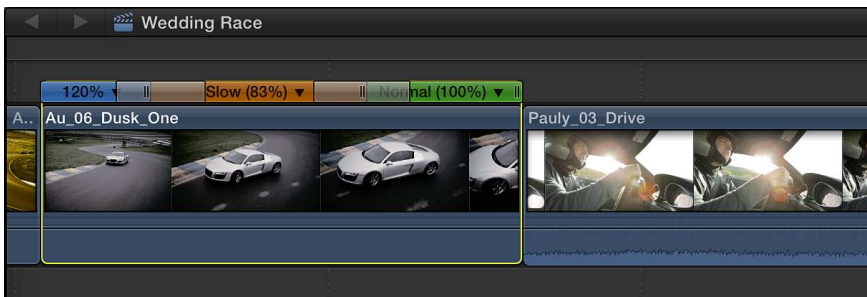 Wedding Race
120% Slow (83%) Normal (100%)
A.. Au_06_Dusk_One Pauly_03_Drive